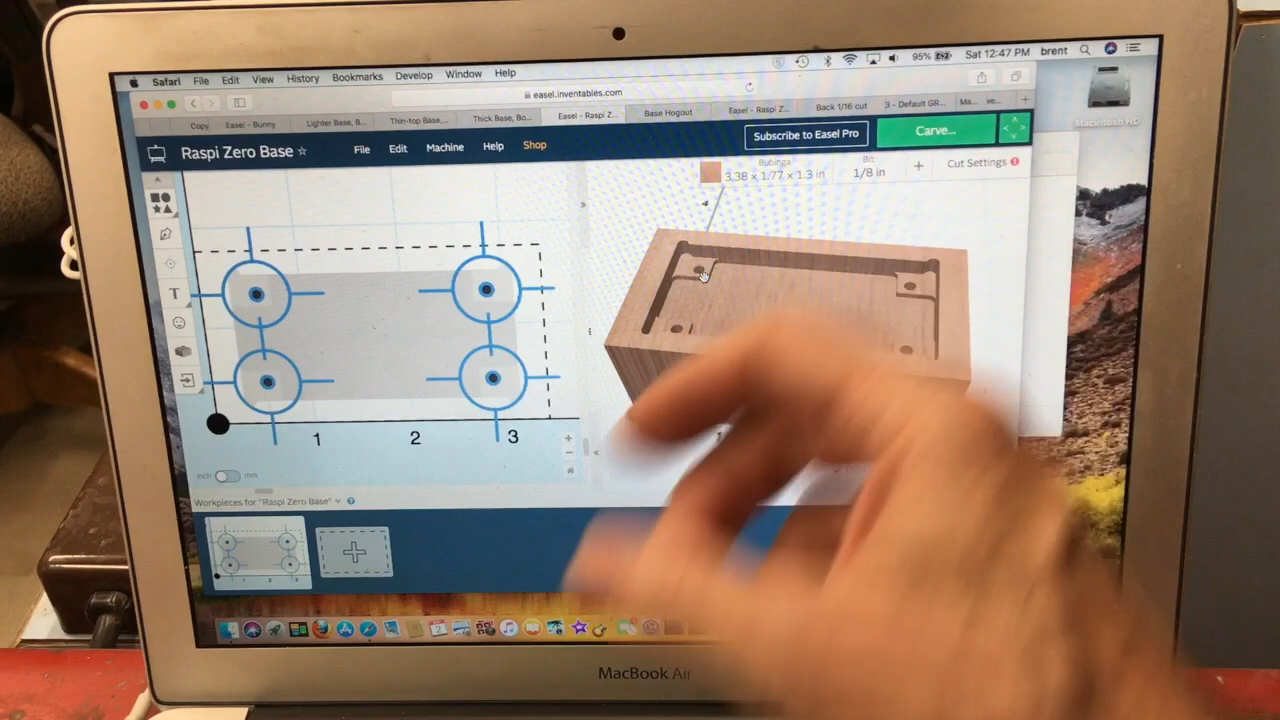 Safari File Edit View History Bookmarks Develop Window Help 95% Sat 12:47 PM brent
easel.inventables.com
Copy Easel - Bunny Lighter Base, B... Thin-top Base,... Thick Base, Bo... Easel - Raspi Z... Base Hogout Easel - Raspi Z... Back 1/16 cut 3 - Default GR... Ma... ve...
Macintosh HD
Raspi Zero Base File Edit Machine Help Shop Subscribe to Easel Pro Carve...
Bubinga
3.38 × 1.77 × 1.3 in
Bit:
1/8 in
Cut Settings
T
4
1 2 3
inch mm
Workpieces for "Raspi Zero Base"
MacBook Air